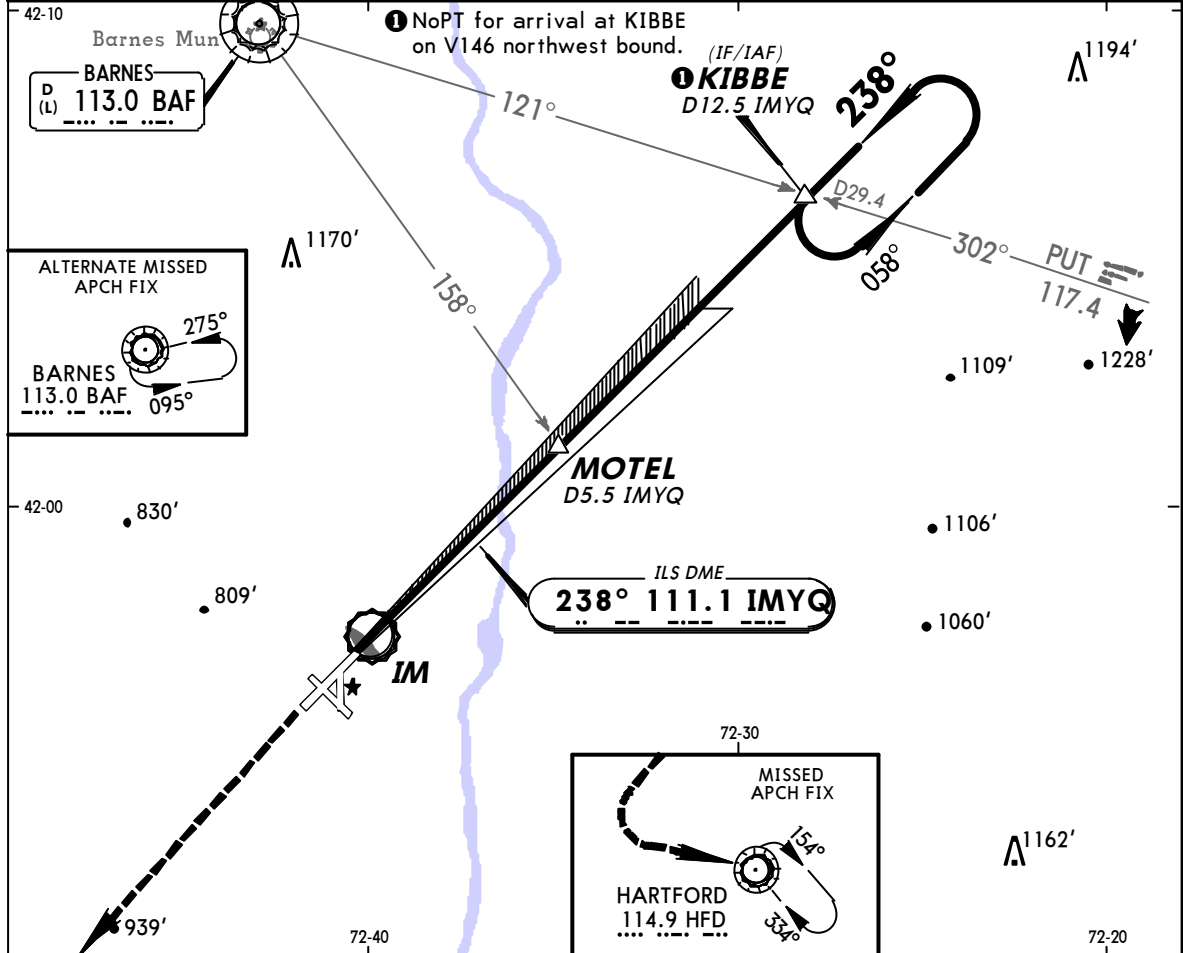 42-10
❶ NoPT for arrival at KIBBE
on V146 northwest bound.
Barnes Mun
BARNES
D
(L)
113.0 BAF
(IF/IAF)
❶KIBBE
D12.5 IMYQ
238°
1194'
121°
D29.4
302°
PUT
117.4
058°
1170'
158°
ALTERNATE MISSED
APCH FIX
275°
BARNES
113.0 BAF
095°
1109'
1228'
MOTEL
D5.5 IMYQ
42-00
830'
1106'
809'
ILS DME
238° 111.1 IMYQ
1060'
IM
72-30
MISSED
APCH FIX
154°
HARTFORD
114.9 HFD
334°
1162'
939'
72-40
72-20